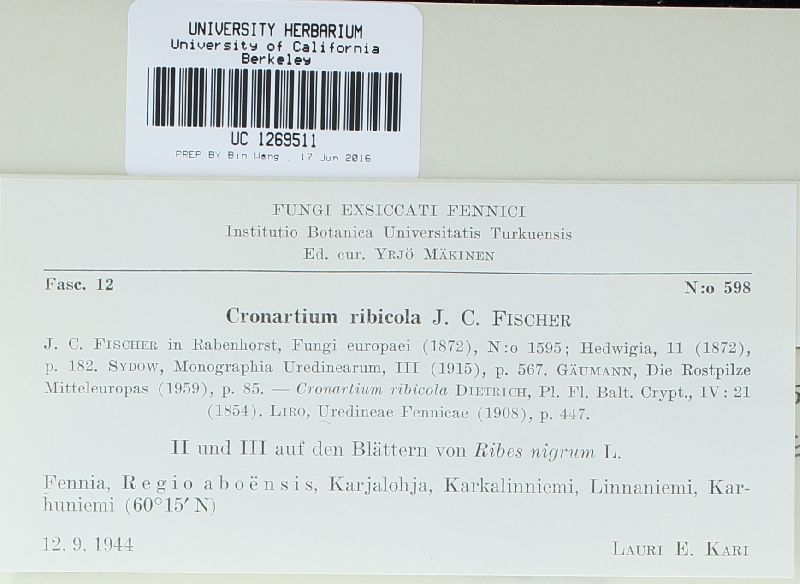 UNIVERSITY HERBARIUM
University of California
Berkeley
UC 1269511
PREP BY Bin Wang , 17 Jun 2016
FUNGI EXSICCATI FENNICI
Institutio Botanica Universitatis Turkuensis
Ed. cur. YRJÖ MÄKINEN
Fasc. 12 N:o 598
Cronartium ribicola J. C. FISCHER
J. C. FISCHER in Rabenhorst, Fungi europaei (1872), N:o 1595; Hedwigia, 11 (1872),
p. 182. SYDOW, Monographia Uredinearum, III (1915), p. 567. GÄUMANN, Die Rostpilze
Mitteleuropas (1959), p. 85. — Cronartium ribicola DIETRICH, Pl. Fl. Balt. Crypt., IV: 21
(1854). LIRO, Uredineae Fennicae (1908), p. 447.
II und III auf den Blättern von Ribes nigrum L.
Fennia, Regio aboënsis, Karjalohja, Karkalinniemi, Linnaniemi, Kar-
huniemi (60°15′ N)
12. 9. 1944 LAURI E. KARI